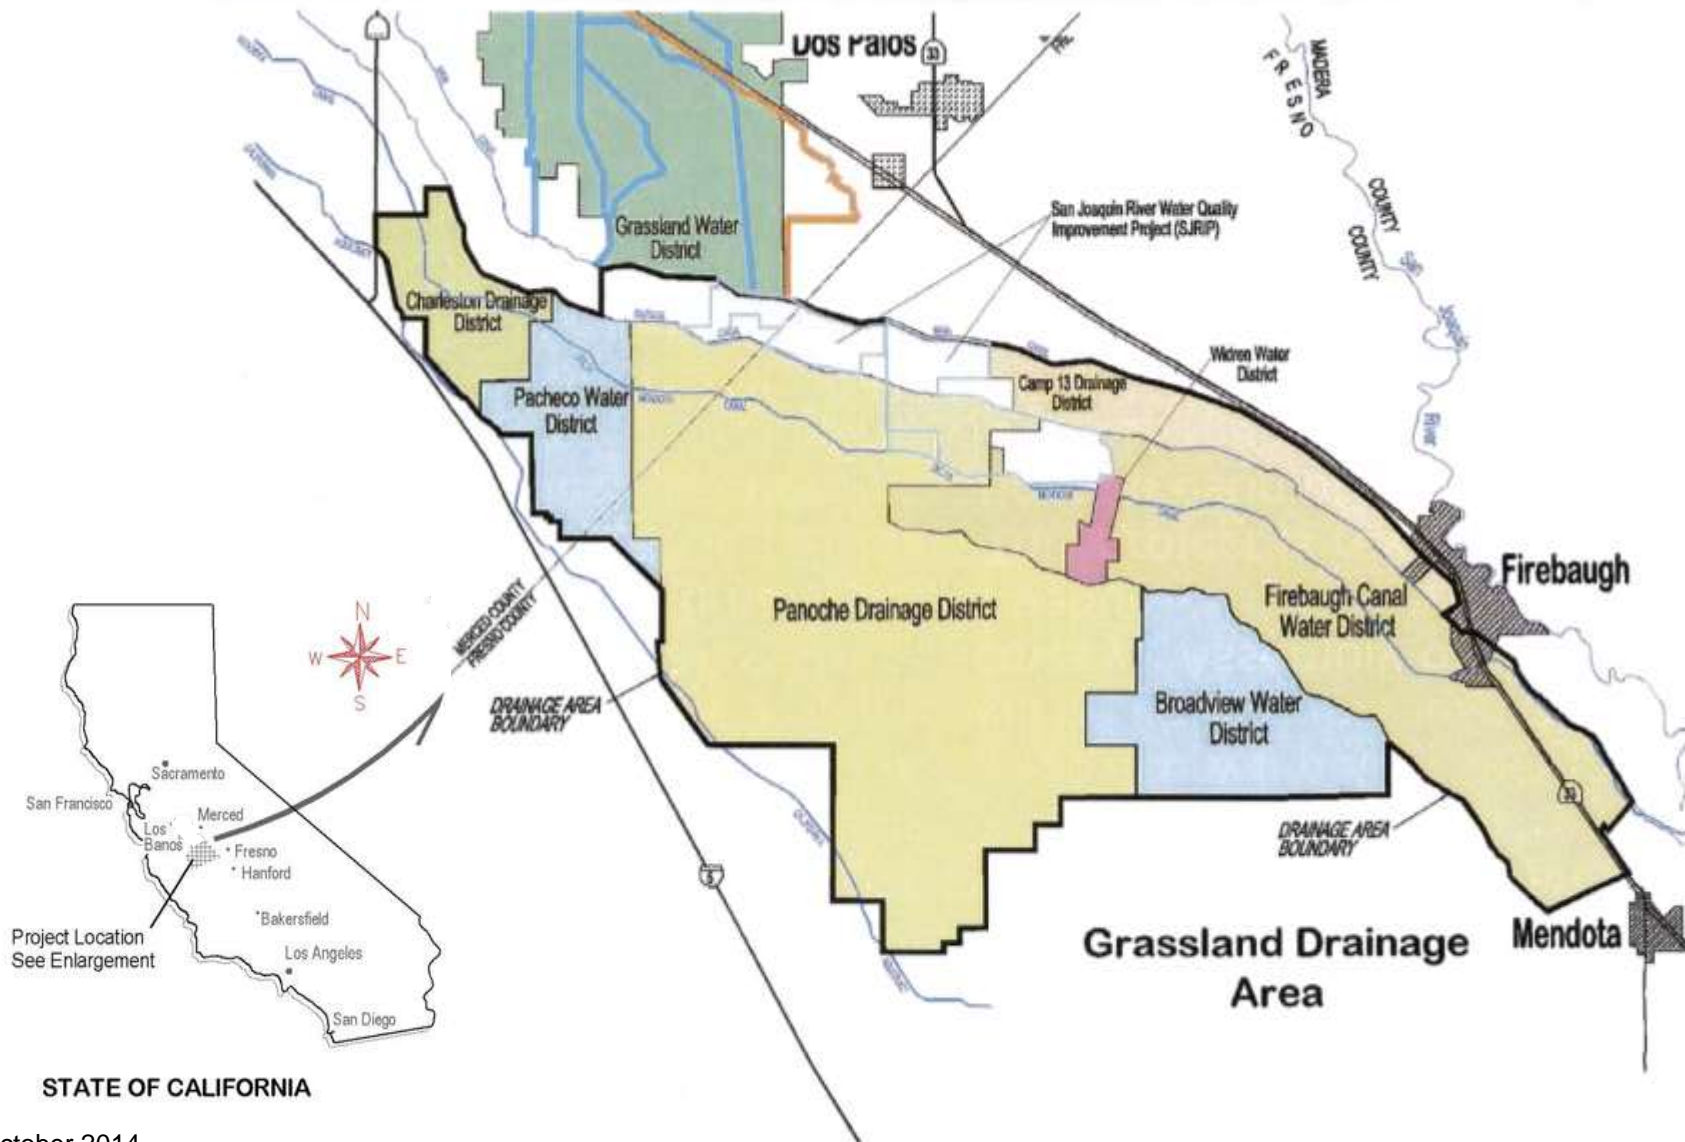 Dos Palos
33
MADERA
FRESNO
COUNTY
COUNTY
San
Joaquin
River
San Joaquin River Water Quality
Improvement Project (SJRIP)
Grassland Water
District
Charleston Drainage
District
Widren Water
District
Camp 13 Drainage
District
Pacheco Water
District
Panoche Drainage District
Firebaugh
Firebaugh Canal
Water District
Broadview Water
District
MERCED COUNTY
FRESNO COUNTY
N
W E
S
DRAINAGE AREA
BOUNDARY
33
DRAINAGE AREA
BOUNDARY
5
Mendota
Grassland Drainage
Area
Sacramento
San Francisco
Merced
Los
Banos
Fresno
Hanford
Bakersfield
Los Angeles
San Diego
Project Location
See Enlargement
STATE OF CALIFORNIA
ctober 2014